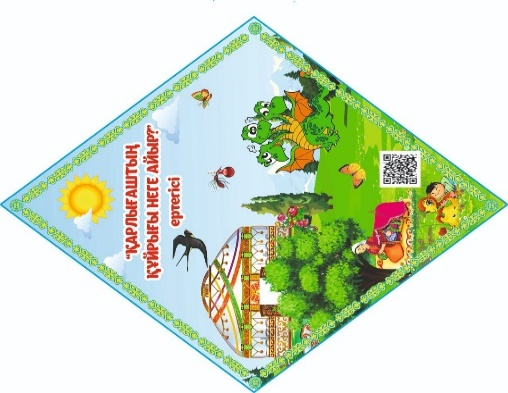 “ҚАРЛЫҒАШТЫҢ
ҚҰЙРЫҒЫ НЕГЕ АЙЫР?”
ертегісі